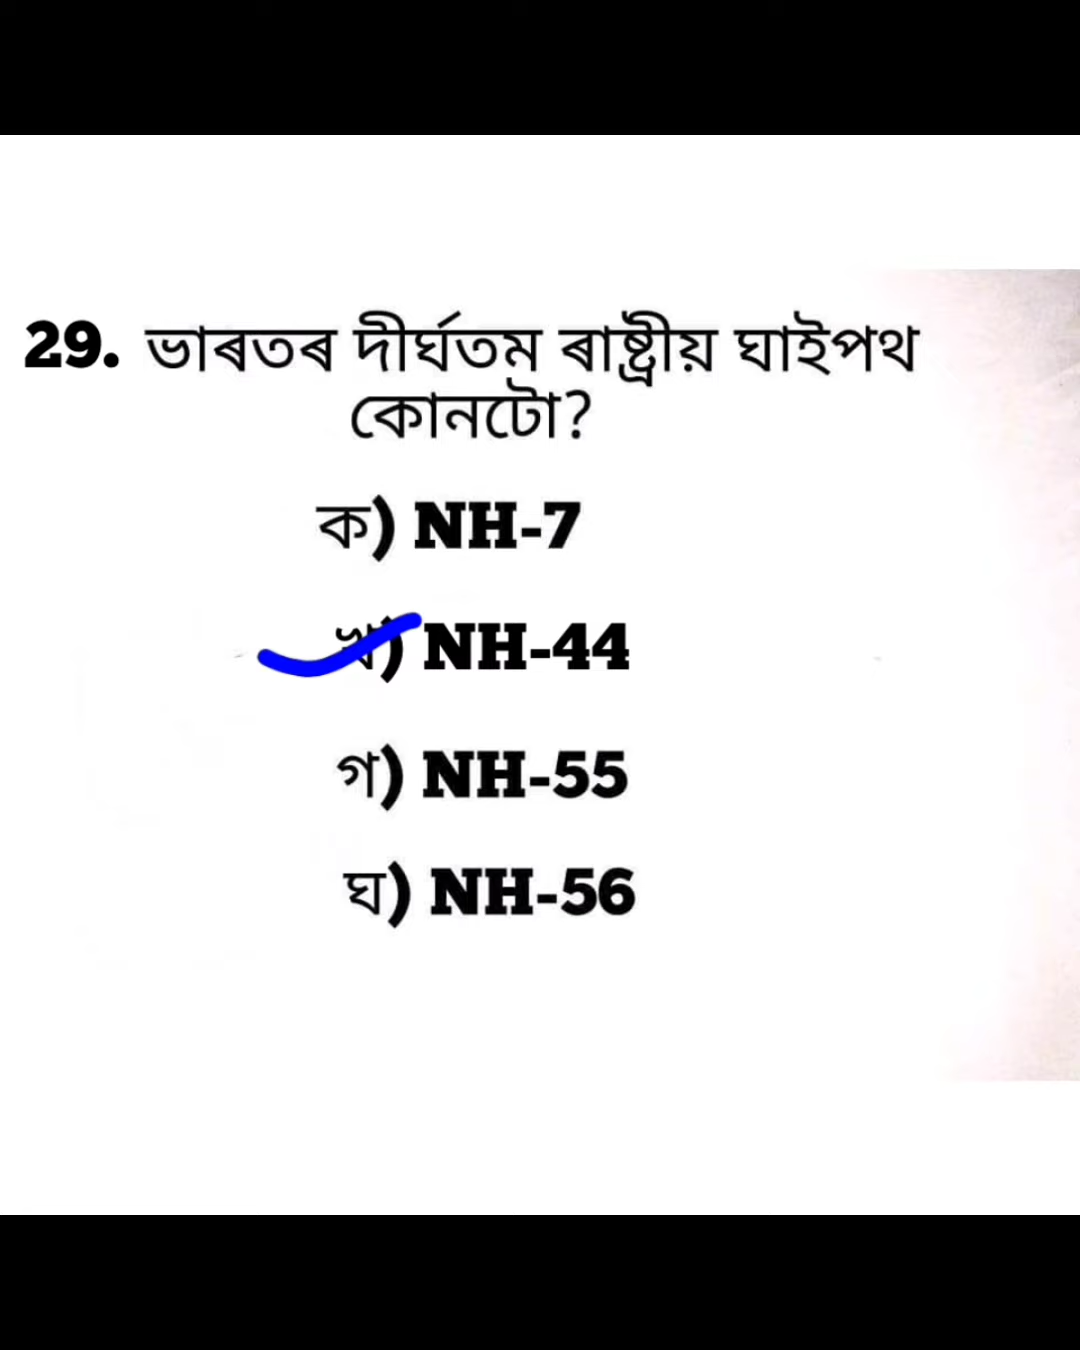 29. ভাৰতৰ দীৰ্ঘতম ৰাষ্ট্ৰীয় ঘাইপথ
কোনটো?
ক) NH-7
খ) NH-44
গ) NH-55
ঘ) NH-56